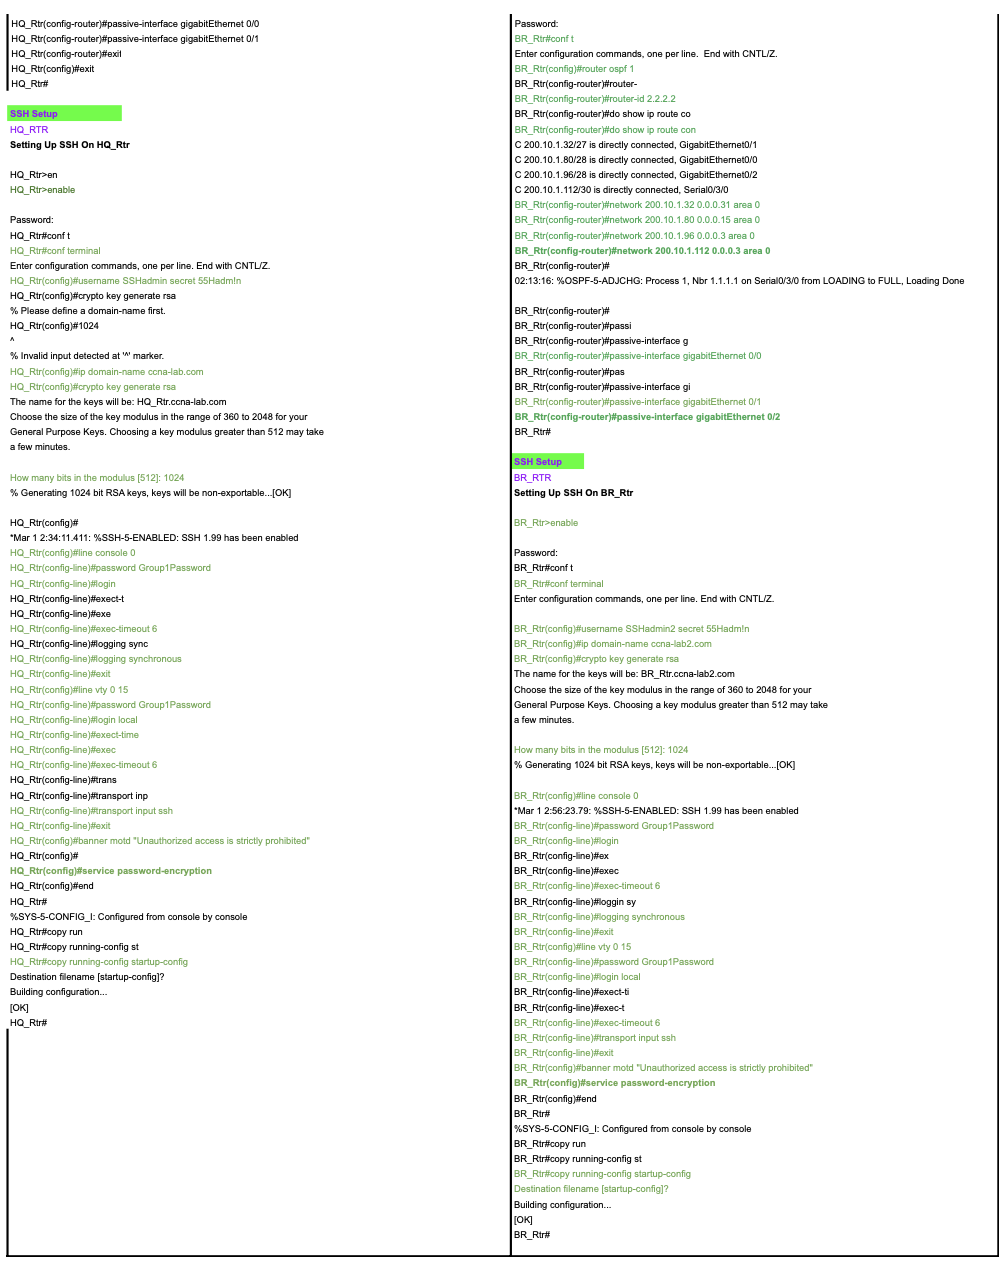 HQ_Rtr(config-router)#passive-interface gigabitEthernet 0/0
HQ_Rtr(config-router)#passive-interface gigabitEthernet 0/1
HQ_Rtr(config-router)#exit
HQ_Rtr(config)#exit
HQ_Rtr#
SSH Setup
HQ_RTR
Setting Up SSH On HQ_Rtr
HQ_Rtr>en
HQ_Rtr>enable
Password:
HQ_Rtr#conf t
HQ_Rtr#conf terminal
Enter configuration commands, one per line. End with CNTL/Z.
HQ_Rtr(config)#username SSHadmin secret 55Hadm!n
HQ_Rtr(config)#crypto key generate rsa
% Please define a domain-name first.
HQ_Rtr(config)#1024
^
% Invalid input detected at '^' marker.
HQ_Rtr(config)#ip domain-name ccna-lab.com
HQ_Rtr(config)#crypto key generate rsa
The name for the keys will be: HQ_Rtr.ccna-lab.com
Choose the size of the key modulus in the range of 360 to 2048 for your
General Purpose Keys. Choosing a key modulus greater than 512 may take
a few minutes.
How many bits in the modulus [512]: 1024
% Generating 1024 bit RSA keys, keys will be non-exportable...[OK]
HQ_Rtr(config)#
*Mar 1 2:34:11.411: %SSH-5-ENABLED: SSH 1.99 has been enabled
HQ_Rtr(config)#line console 0
HQ_Rtr(config-line)#password Group1Password
HQ_Rtr(config-line)#login
HQ_Rtr(config-line)#exect-t
HQ_Rtr(config-line)#exe
HQ_Rtr(config-line)#exec-timeout 6
HQ_Rtr(config-line)#logging sync
HQ_Rtr(config-line)#logging synchronous
HQ_Rtr(config-line)#exit
HQ_Rtr(config)#line vty 0 15
HQ_Rtr(config-line)#password Group1Password
HQ_Rtr(config-line)#login local
HQ_Rtr(config-line)#exect-time
HQ_Rtr(config-line)#exec
HQ_Rtr(config-line)#exec-timeout 6
HQ_Rtr(config-line)#trans
HQ_Rtr(config-line)#transport inp
HQ_Rtr(config-line)#transport input ssh
HQ_Rtr(config-line)#exit
HQ_Rtr(config)#banner motd "Unauthorized access is strictly prohibited"
HQ_Rtr(config)#
HQ_Rtr(config)#service password-encryption
HQ_Rtr(config)#end
HQ_Rtr#
%SYS-5-CONFIG_I: Configured from console by console
HQ_Rtr#copy run
HQ_Rtr#copy running-config st
HQ_Rtr#copy running-config startup-config
Destination filename [startup-config]?
Building configuration...
[OK]
HQ_Rtr#
Password:
BR_Rtr#conf t
Enter configuration commands, one per line.  End with CNTL/Z.
BR_Rtr(config)#router ospf 1
BR_Rtr(config-router)#router-
BR_Rtr(config-router)#router-id 2.2.2.2
BR_Rtr(config-router)#do show ip route co
BR_Rtr(config-router)#do show ip route con
C 200.10.1.32/27 is directly connected, GigabitEthernet0/1
C 200.10.1.80/28 is directly connected, GigabitEthernet0/0
C 200.10.1.96/28 is directly connected, GigabitEthernet0/2
C 200.10.1.112/30 is directly connected, Serial0/3/0
BR_Rtr(config-router)#network 200.10.1.32 0.0.0.31 area 0
BR_Rtr(config-router)#network 200.10.1.80 0.0.0.15 area 0
BR_Rtr(config-router)#network 200.10.1.96 0.0.0.3 area 0
BR_Rtr(config-router)#network 200.10.1.112 0.0.0.3 area 0
BR_Rtr(config-router)#
02:13:16: %OSPF-5-ADJCHG: Process 1, Nbr 1.1.1.1 on Serial0/3/0 from LOADING to FULL, Loading Done
BR_Rtr(config-router)#
BR_Rtr(config-router)#passi
BR_Rtr(config-router)#passive-interface g
BR_Rtr(config-router)#passive-interface gigabitEthernet 0/0
BR_Rtr(config-router)#pas
BR_Rtr(config-router)#passive-interface gi
BR_Rtr(config-router)#passive-interface gigabitEthernet 0/1
BR_Rtr(config-router)#passive-interface gigabitEthernet 0/2
BR_Rtr#
SSH Setup
BR_RTR
Setting Up SSH On BR_Rtr
BR_Rtr>enable
Password:
BR_Rtr#conf t
BR_Rtr#conf terminal
Enter configuration commands, one per line. End with CNTL/Z.
BR_Rtr(config)#username SSHadmin2 secret 55Hadm!n
BR_Rtr(config)#ip domain-name ccna-lab2.com
BR_Rtr(config)#crypto key generate rsa
The name for the keys will be: BR_Rtr.ccna-lab2.com
Choose the size of the key modulus in the range of 360 to 2048 for your
General Purpose Keys. Choosing a key modulus greater than 512 may take
a few minutes.
How many bits in the modulus [512]: 1024
% Generating 1024 bit RSA keys, keys will be non-exportable...[OK]
BR_Rtr(config)#line console 0
*Mar 1 2:56:23.79: %SSH-5-ENABLED: SSH 1.99 has been enabled
BR_Rtr(config-line)#password Group1Password
BR_Rtr(config-line)#login
BR_Rtr(config-line)#ex
BR_Rtr(config-line)#exec
BR_Rtr(config-line)#exec-timeout 6
BR_Rtr(config-line)#loggin sy
BR_Rtr(config-line)#logging synchronous
BR_Rtr(config-line)#exit
BR_Rtr(config)#line vty 0 15
BR_Rtr(config-line)#password Group1Password
BR_Rtr(config-line)#login local
BR_Rtr(config-line)#exect-ti
BR_Rtr(config-line)#exec-t
BR_Rtr(config-line)#exec-timeout 6
BR_Rtr(config-line)#transport input ssh
BR_Rtr(config-line)#exit
BR_Rtr(config)#banner motd "Unauthorized access is strictly prohibited"
BR_Rtr(config)#service password-encryption
BR_Rtr(config)#end
BR_Rtr#
%SYS-5-CONFIG_I: Configured from console by console
BR_Rtr#copy run
BR_Rtr#copy running-config st
BR_Rtr#copy running-config startup-config
Destination filename [startup-config]?
Building configuration...
[OK]
BR_Rtr#